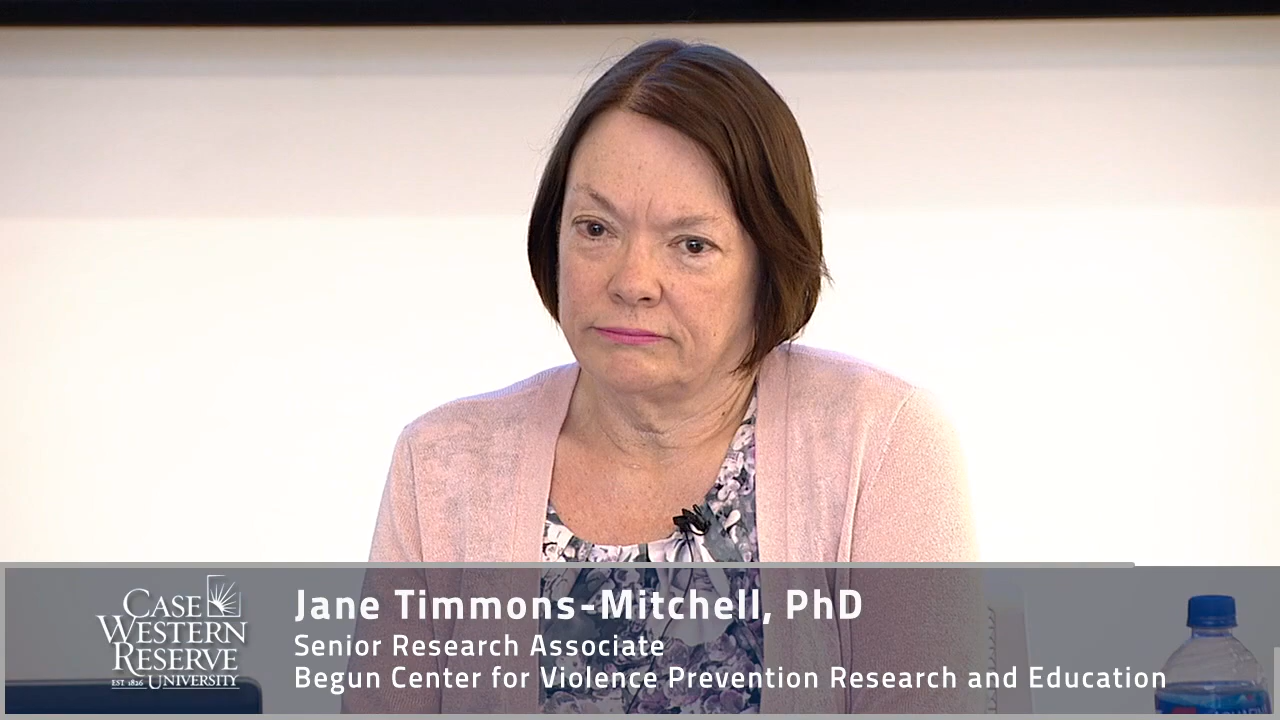 CASE
WESTERN
RESERVE
EST. 1826 UNIVERSITY
Jane Timmons-Mitchell, PhD
Senior Research Associate
Begun Center for Violence Prevention Research and Education